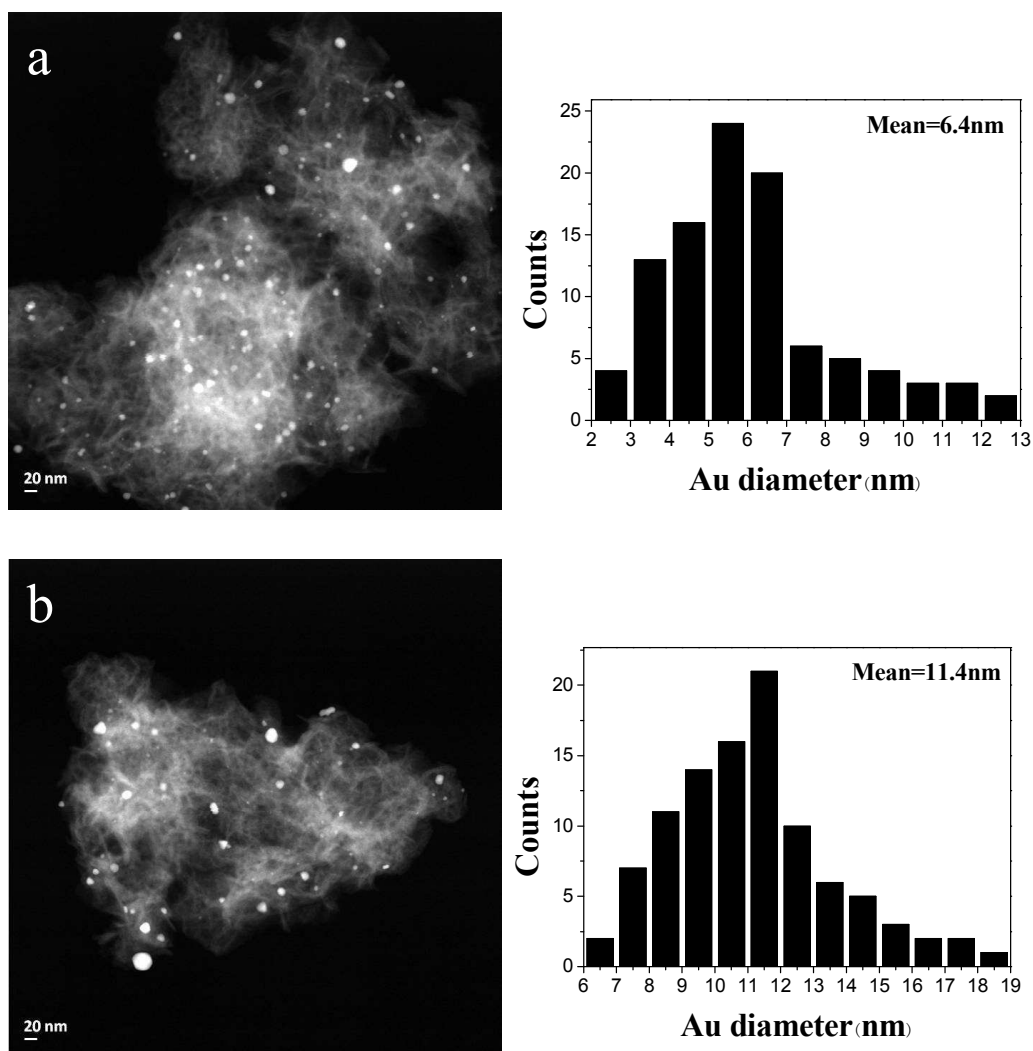 a
20 nm
Mean=6.4nm
Counts
25
20
15
10
5
0
2 3 4 5 6 7 8 9 10 11 12 13
Au diameter(nm)
b
20 nm
Mean=11.4nm
Counts
20
15
10
5
0
6 7 8 9 10 11 12 13 14 15 16 17 18 19
Au diameter(nm)